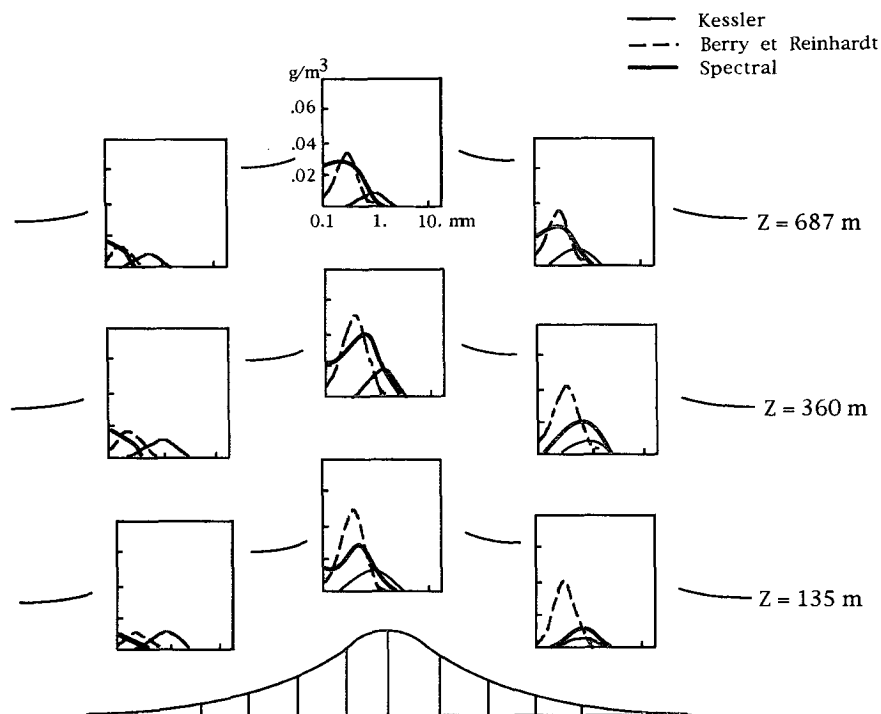 Kessler
Berry et Reinhardt
Spectral
g/m³
.06
.04
.02
0.1 1. 10. mm
Z = 687 m
Z = 360 m
Z = 135 m